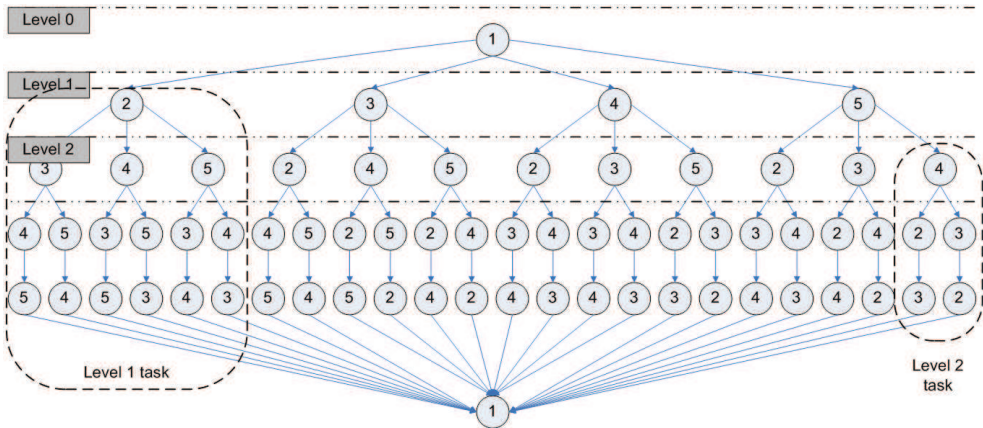 Level 0
1
Level 1
2 3 4 5
Level 2
3 4 5 2 4 5 2 3 5 2 3 4
4 5 3 5 3 4 4 5 2 5 2 4 3 4 3 4 2 3 3 4 2 4 2 3
5 4 5 3 4 3 5 4 5 2 4 2 4 3 4 3 3 2 4 3 4 2 3 2
Level 1 task
Level 2
task
1